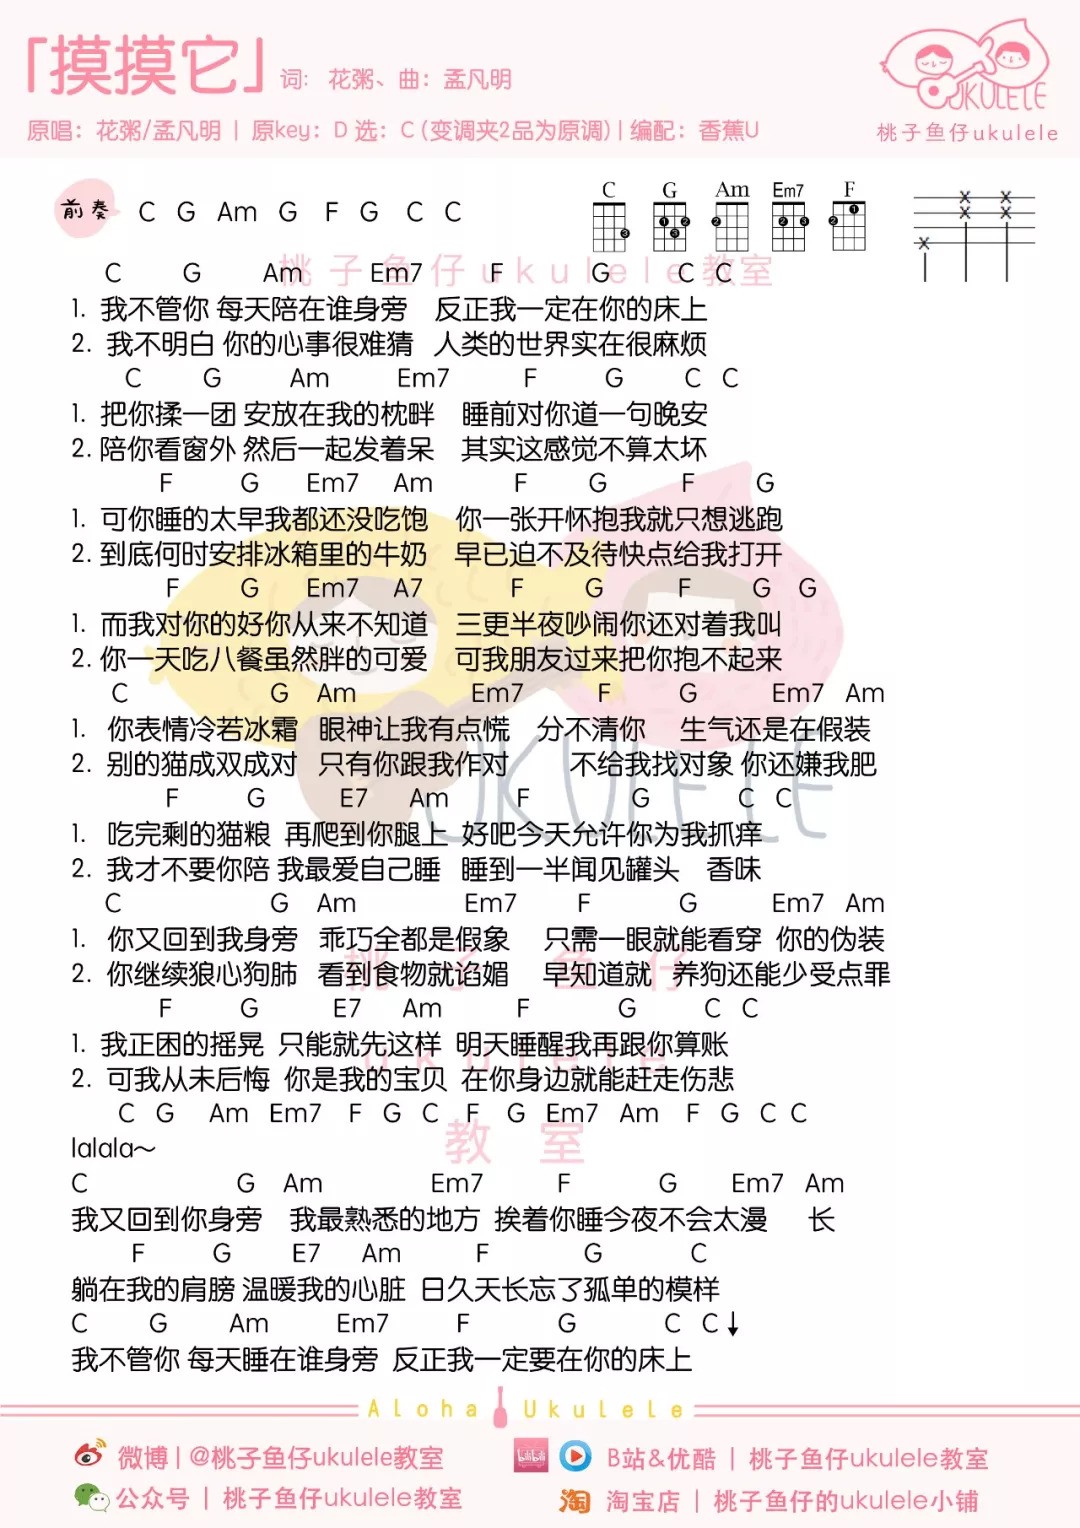 「摸摸它」 词: 花粥、曲: 孟凡明
UKULELE
桃子鱼仔ukulele
原唱: 花粥/孟凡明 | 原key: D 选: C (变调夹2品为原调) | 编配: 香蕉U
前奏 C G Am G F G C C
C G Am Em7 F
桃子鱼仔ukulele教室
C G Am Em7 F G C C
1. 我不管你 每天陪在谁身旁 反正我一定在你的床上
2. 我不明白 你的心事很难猜 人类的世界实在很麻烦
C G Am Em7 F G C C
1. 把你揉一团 安放在我的枕畔 睡前对你道一句晚安
2. 陪你看窗外 然后一起发着呆 其实这感觉不算太坏
F G Em7 Am F G F G
1. 可你睡的太早我都还没吃饱 你一张开怀抱我就只想逃跑
2. 到底何时安排冰箱里的牛奶 早已迫不及待快点给我打开
F G Em7 A7 F G F G G
1. 而我对你的好你从来不知道 三更半夜吵闹你还对着我叫
2. 你一天吃八餐虽然胖的可爱 可我朋友过来把你抱不起来
C G Am Em7 F G Em7 Am
1. 你表情冷若冰霜 眼神让我有点慌 分不清你 生气还是在假装
2. 别的猫成双成对 只有你跟我作对 不给我找对象 你还嫌我肥
UKULELE
F G E7 Am F G C C
1. 吃完剩的猫粮 再爬到你腿上 好吧今天允许你为我抓痒
2. 我才不要你陪 我最爱自己睡 睡到一半闻见罐头 香味
C G Am Em7 F G Em7 Am
1. 你又回到我身旁 乖巧全都是假象 只需一眼就能看穿 你的伪装
2. 你继续狼心狗肺 看到食物就谄媚 早知道就 养狗还能少受点罪
桃子鱼仔
F G E7 Am F G C C
1. 我正困的摇晃 只能就先这样 明天睡醒我再跟你算账
2. 可我从未后悔 你是我的宝贝 在你身边就能赶走伤悲
ukulele
C G Am Em7 F G C F G Em7 Am F G C C
教室
lalala~
C G Am Em7 F G Em7 Am
我又回到你身旁 我最熟悉的地方 挨着你睡今夜不会太漫 长
F G E7 Am F G C
躺在我的肩膀 温暖我的心脏 日久天长忘了孤单的模样
C G Am Em7 F G C C↓
我不管你 每天睡在谁身旁 反正我一定要在你的床上
Aloha Ukulele
微博 | @桃子鱼仔ukulele教室
bilibili B站&优酷 | 桃子鱼仔ukulele教室
公众号 | 桃子鱼仔ukulele教室
淘 淘宝店 | 桃子鱼仔的ukulele小铺